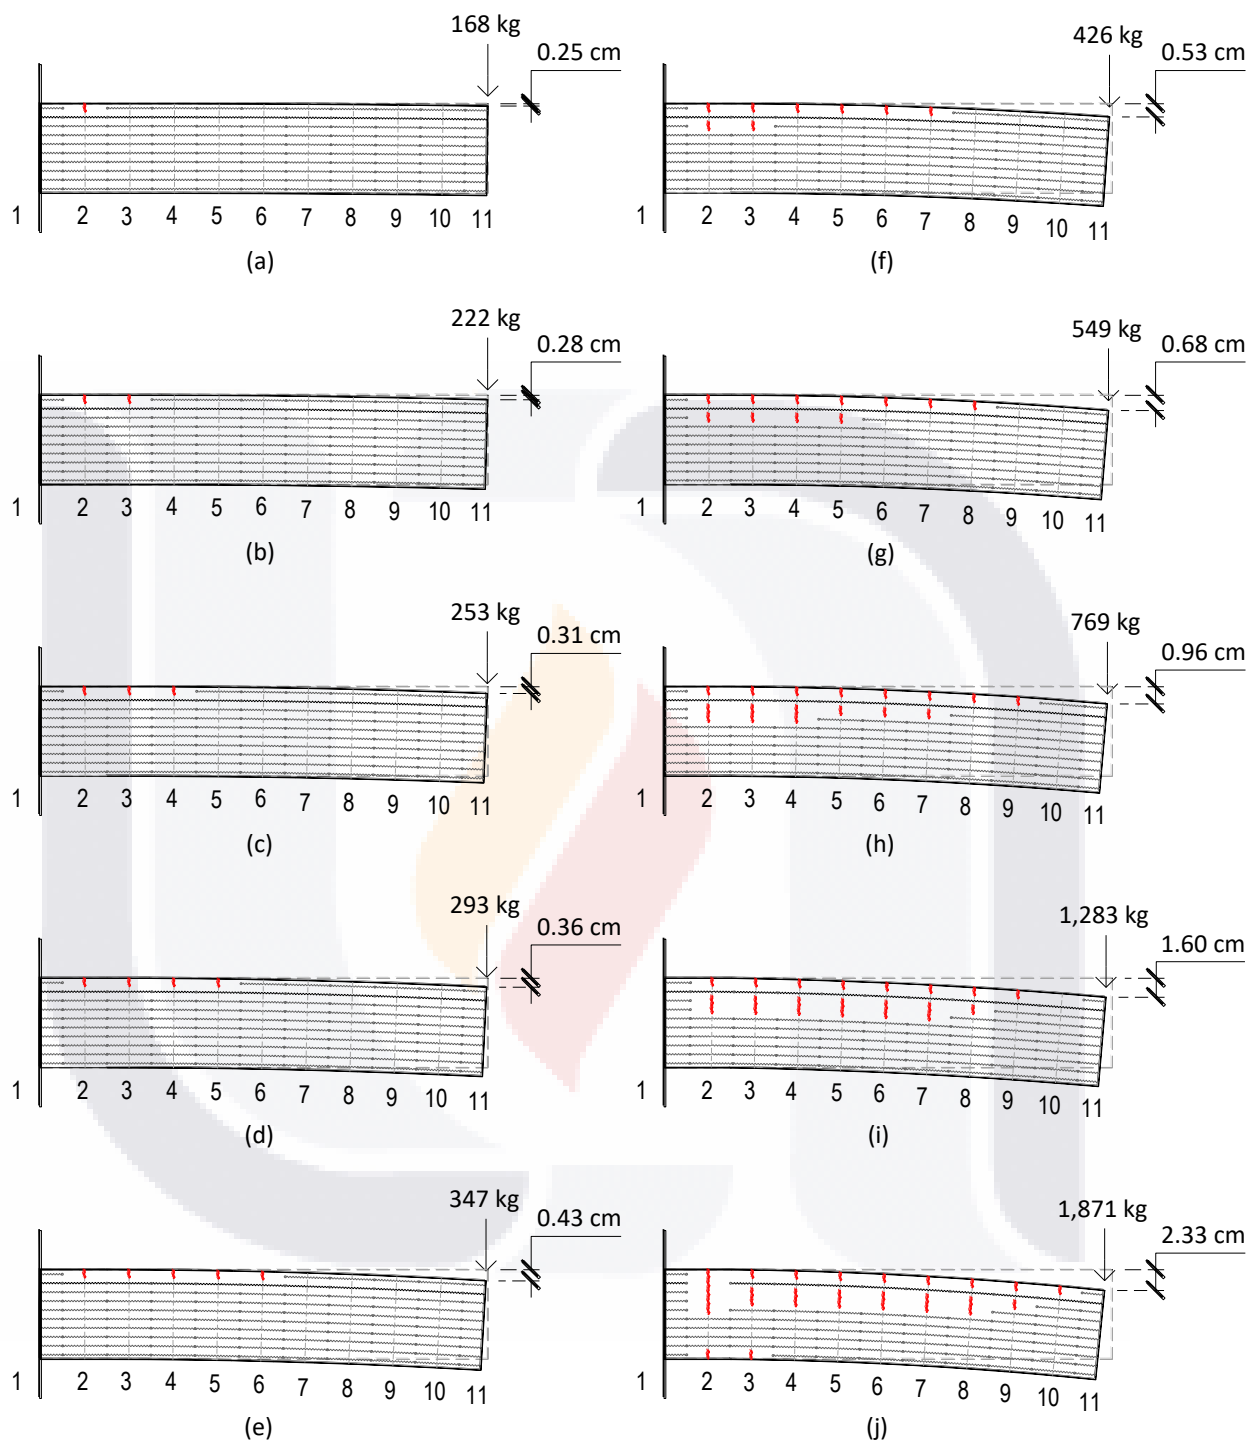 168 kg
0.25 cm
1 2 3 4 5 6 7 8 9 10 11
(a)
222 kg
0.28 cm
1 2 3 4 5 6 7 8 9 10 11
(b)
253 kg
0.31 cm
1 2 3 4 5 6 7 8 9 10 11
(c)
293 kg
0.36 cm
1 2 3 4 5 6 7 8 9 10 11
(d)
347 kg
0.43 cm
1 2 3 4 5 6 7 8 9 10 11
(e)
426 kg
0.53 cm
1 2 3 4 5 6 7 8 9 10 11
(f)
549 kg
0.68 cm
1 2 3 4 5 6 7 8 9 10 11
(g)
769 kg
0.96 cm
1 2 3 4 5 6 7 8 9 10 11
(h)
1,283 kg
1.60 cm
1 2 3 4 5 6 7 8 9 10 11
(i)
1,871 kg
2.33 cm
1 2 3 4 5 6 7 8 9 10 11
(j)